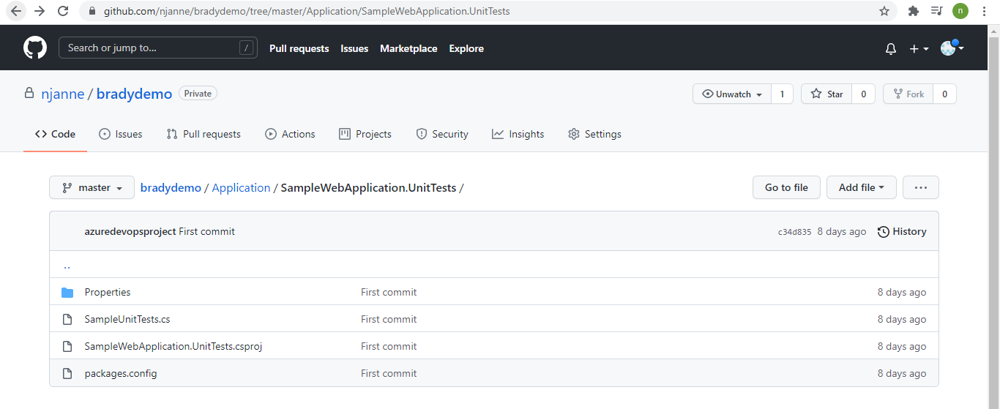 github.com/njanne/bradydemo/tree/master/Application/SampleWebApplication.UnitTests
n
Search or jump to... /
Pull requests Issues Marketplace Explore
njanne / bradydemo Private
Unwatch 1 Star 0 Fork 0
Code Issues Pull requests Actions Projects Security Insights Settings
master bradydemo / Application / SampleWebApplication.UnitTests /
Go to file Add file ...
azuredevopsproject First commit c34d835 8 days ago History
..
Properties First commit 8 days ago
SampleUnitTests.cs First commit 8 days ago
SampleWebApplication.UnitTests.csproj First commit 8 days ago
packages.config First commit 8 days ago